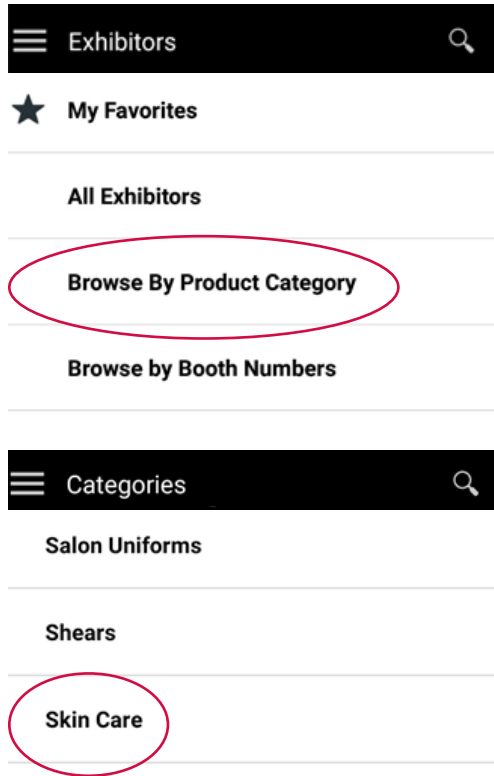 Exhibitors
My Favorites
All Exhibitors
Browse By Product Category
Browse by Booth Numbers
Categories
Salon Uniforms
Shears
Skin Care